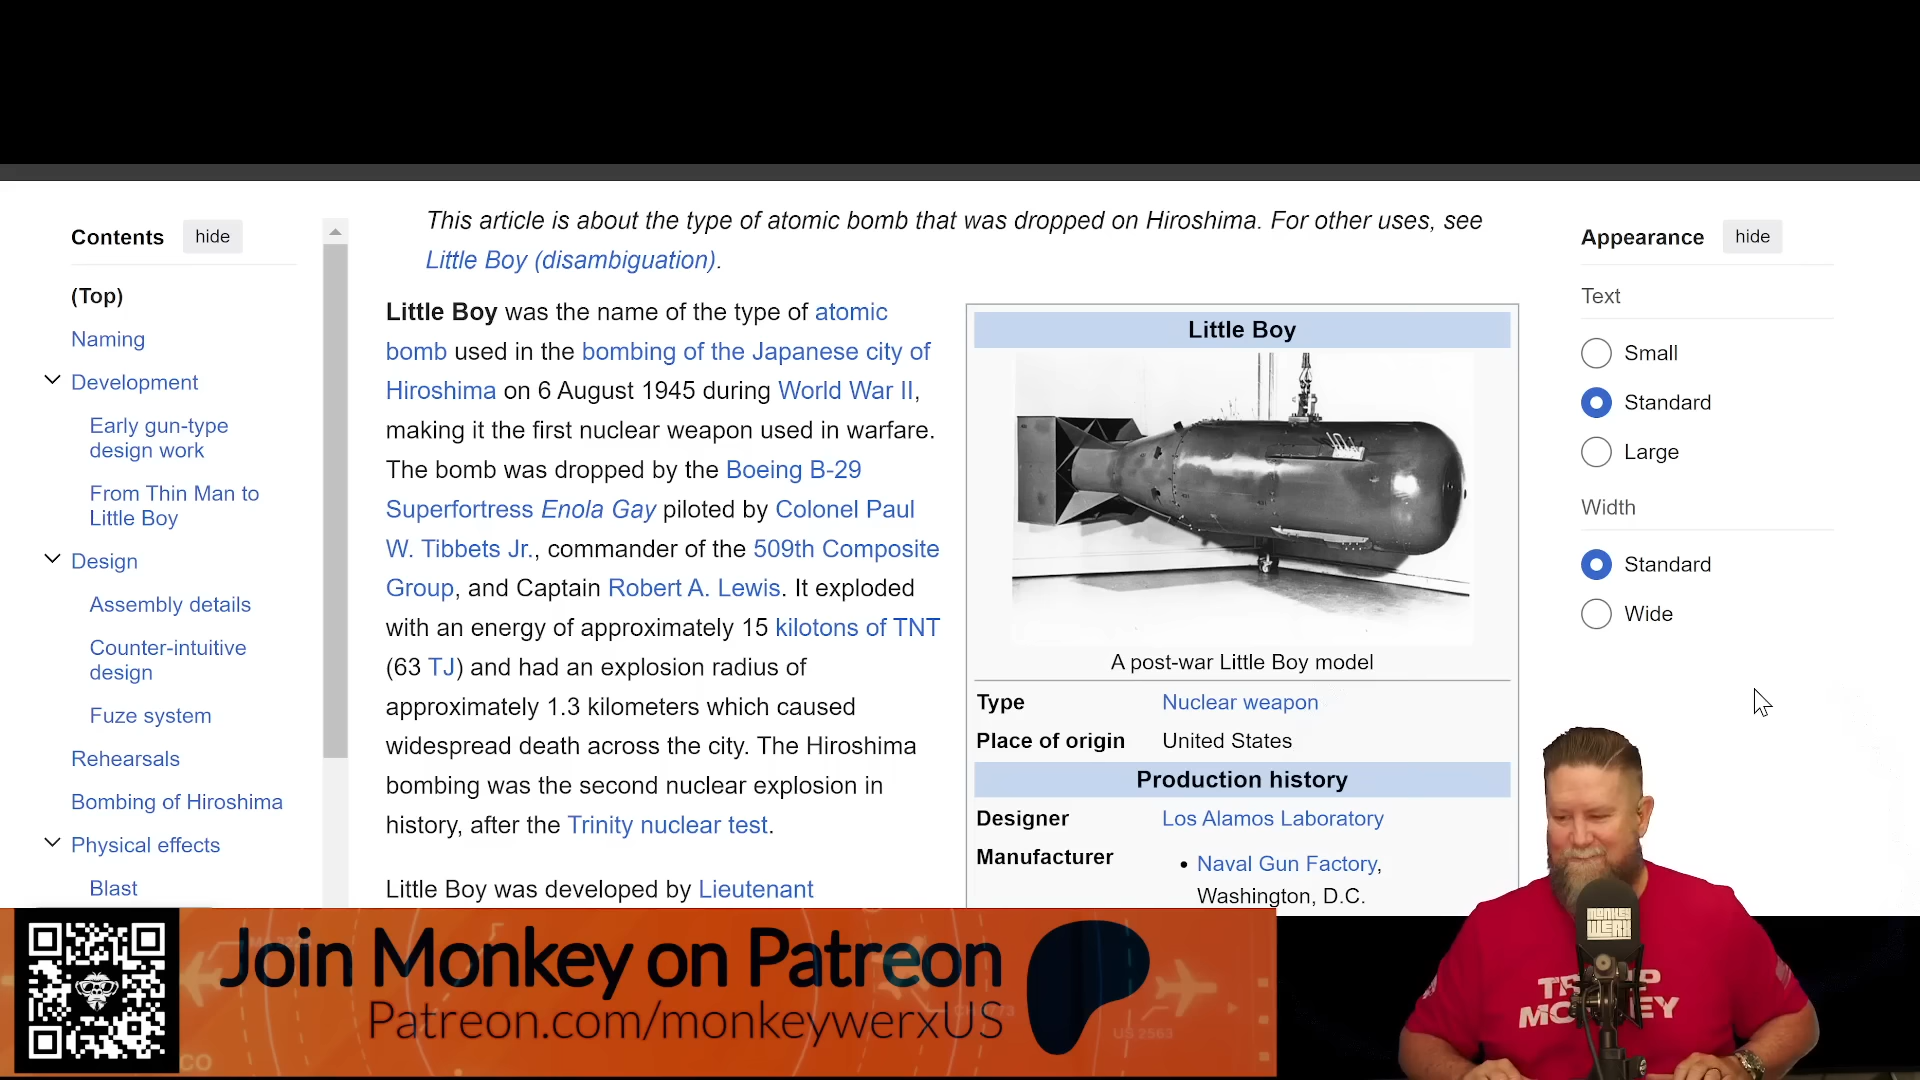 This article is about the type of atomic bomb that was dropped on Hiroshima. For other uses, see
Little Boy (disambiguation).
Contents
hide
(Top)
Naming
Development
Early gun-type
design work
From Thin Man to
Little Boy
Design
Assembly details
Counter-intuitive
design
Fuze system
Rehearsals
Bombing of Hiroshima
Physical effects
Blast
Little Boy was the name of the type of atomic
bomb used in the bombing of the Japanese city of
Hiroshima on 6 August 1945 during World War II,
making it the first nuclear weapon used in warfare.
The bomb was dropped by the Boeing B-29
Superfortress Enola Gay piloted by Colonel Paul
W. Tibbets Jr., commander of the 509th Composite
Group, and Captain Robert A. Lewis. It exploded
with an energy of approximately 15 kilotons of TNT
(63 TJ) and had an explosion radius of
approximately 1.3 kilometers which caused
widespread death across the city. The Hiroshima
bombing was the second nuclear explosion in
history, after the Trinity nuclear test.
Little Boy was developed by Lieutenant
Little Boy
A post-war Little Boy model
Type Nuclear weapon
Place of origin United States
Production history
Designer Los Alamos Laboratory
Manufacturer • Naval Gun Factory,
Washington, D.C.
Appearance
hide
Text
Small
Standard
Large
Width
Standard
Wide
Join Monkey on Patreon
Patreon.com/monkeywerxUS
US 2563
CO
MONKEY
WERX